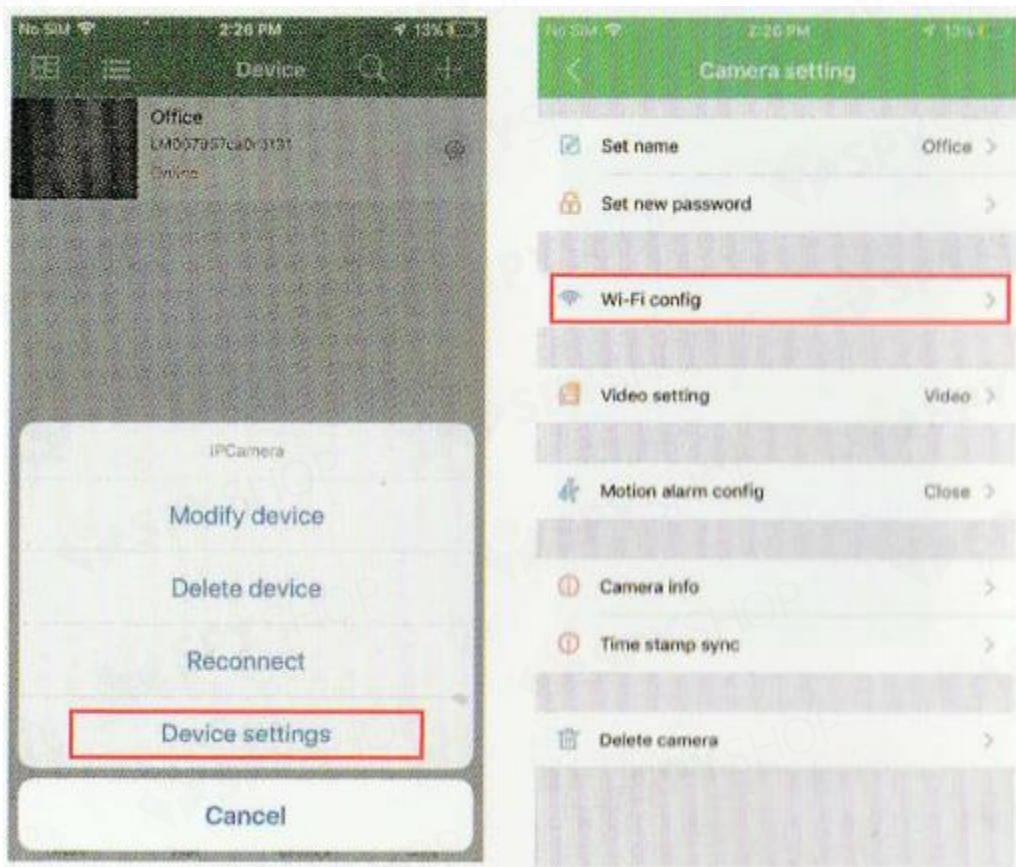 No SIM 2:26 PM 13%
Device
Office
Online
IPCamera
Modify device
Delete device
Reconnect
Device settings
Cancel
No SIM 2:26 PM 13%
Camera setting
Set name Office
Set new password
Wi-Fi config
Video setting Video
Motion alarm config Close
Camera info
Time stamp sync
Delete camera